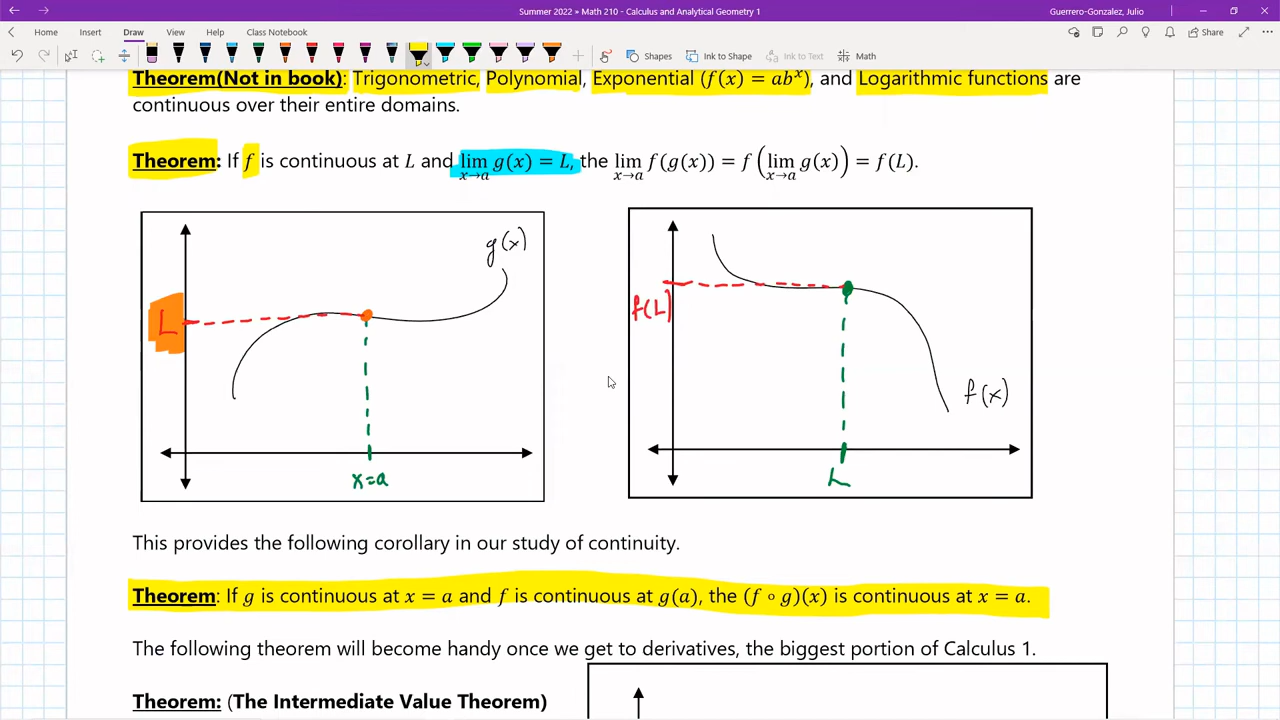 Summer 2022 » Math 210 - Calculus and Analytical Geometry 1
Guerrero-Gonzalez, Julio
Home Insert Draw View Help Class Notebook
Share
Shapes Ink to Shape Ink to Text Math
Theorem(Not in book): Trigonometric, Polynomial, Exponential (f(x) = abˣ), and Logarithmic functions are
continuous over their entire domains.
Theorem: If f is continuous at L and lim x→a g(x) = L, the lim x→a f(g(x)) = f (lim x→a g(x)) = f(L).
g(x)
L
x=a
f(L)
f(x)
L
This provides the following corollary in our study of continuity.
Theorem: If g is continuous at x = a and f is continuous at g(a), the (f ∘ g)(x) is continuous at x = a.
The following theorem will become handy once we get to derivatives, the biggest portion of Calculus 1.
Theorem: (The Intermediate Value Theorem)